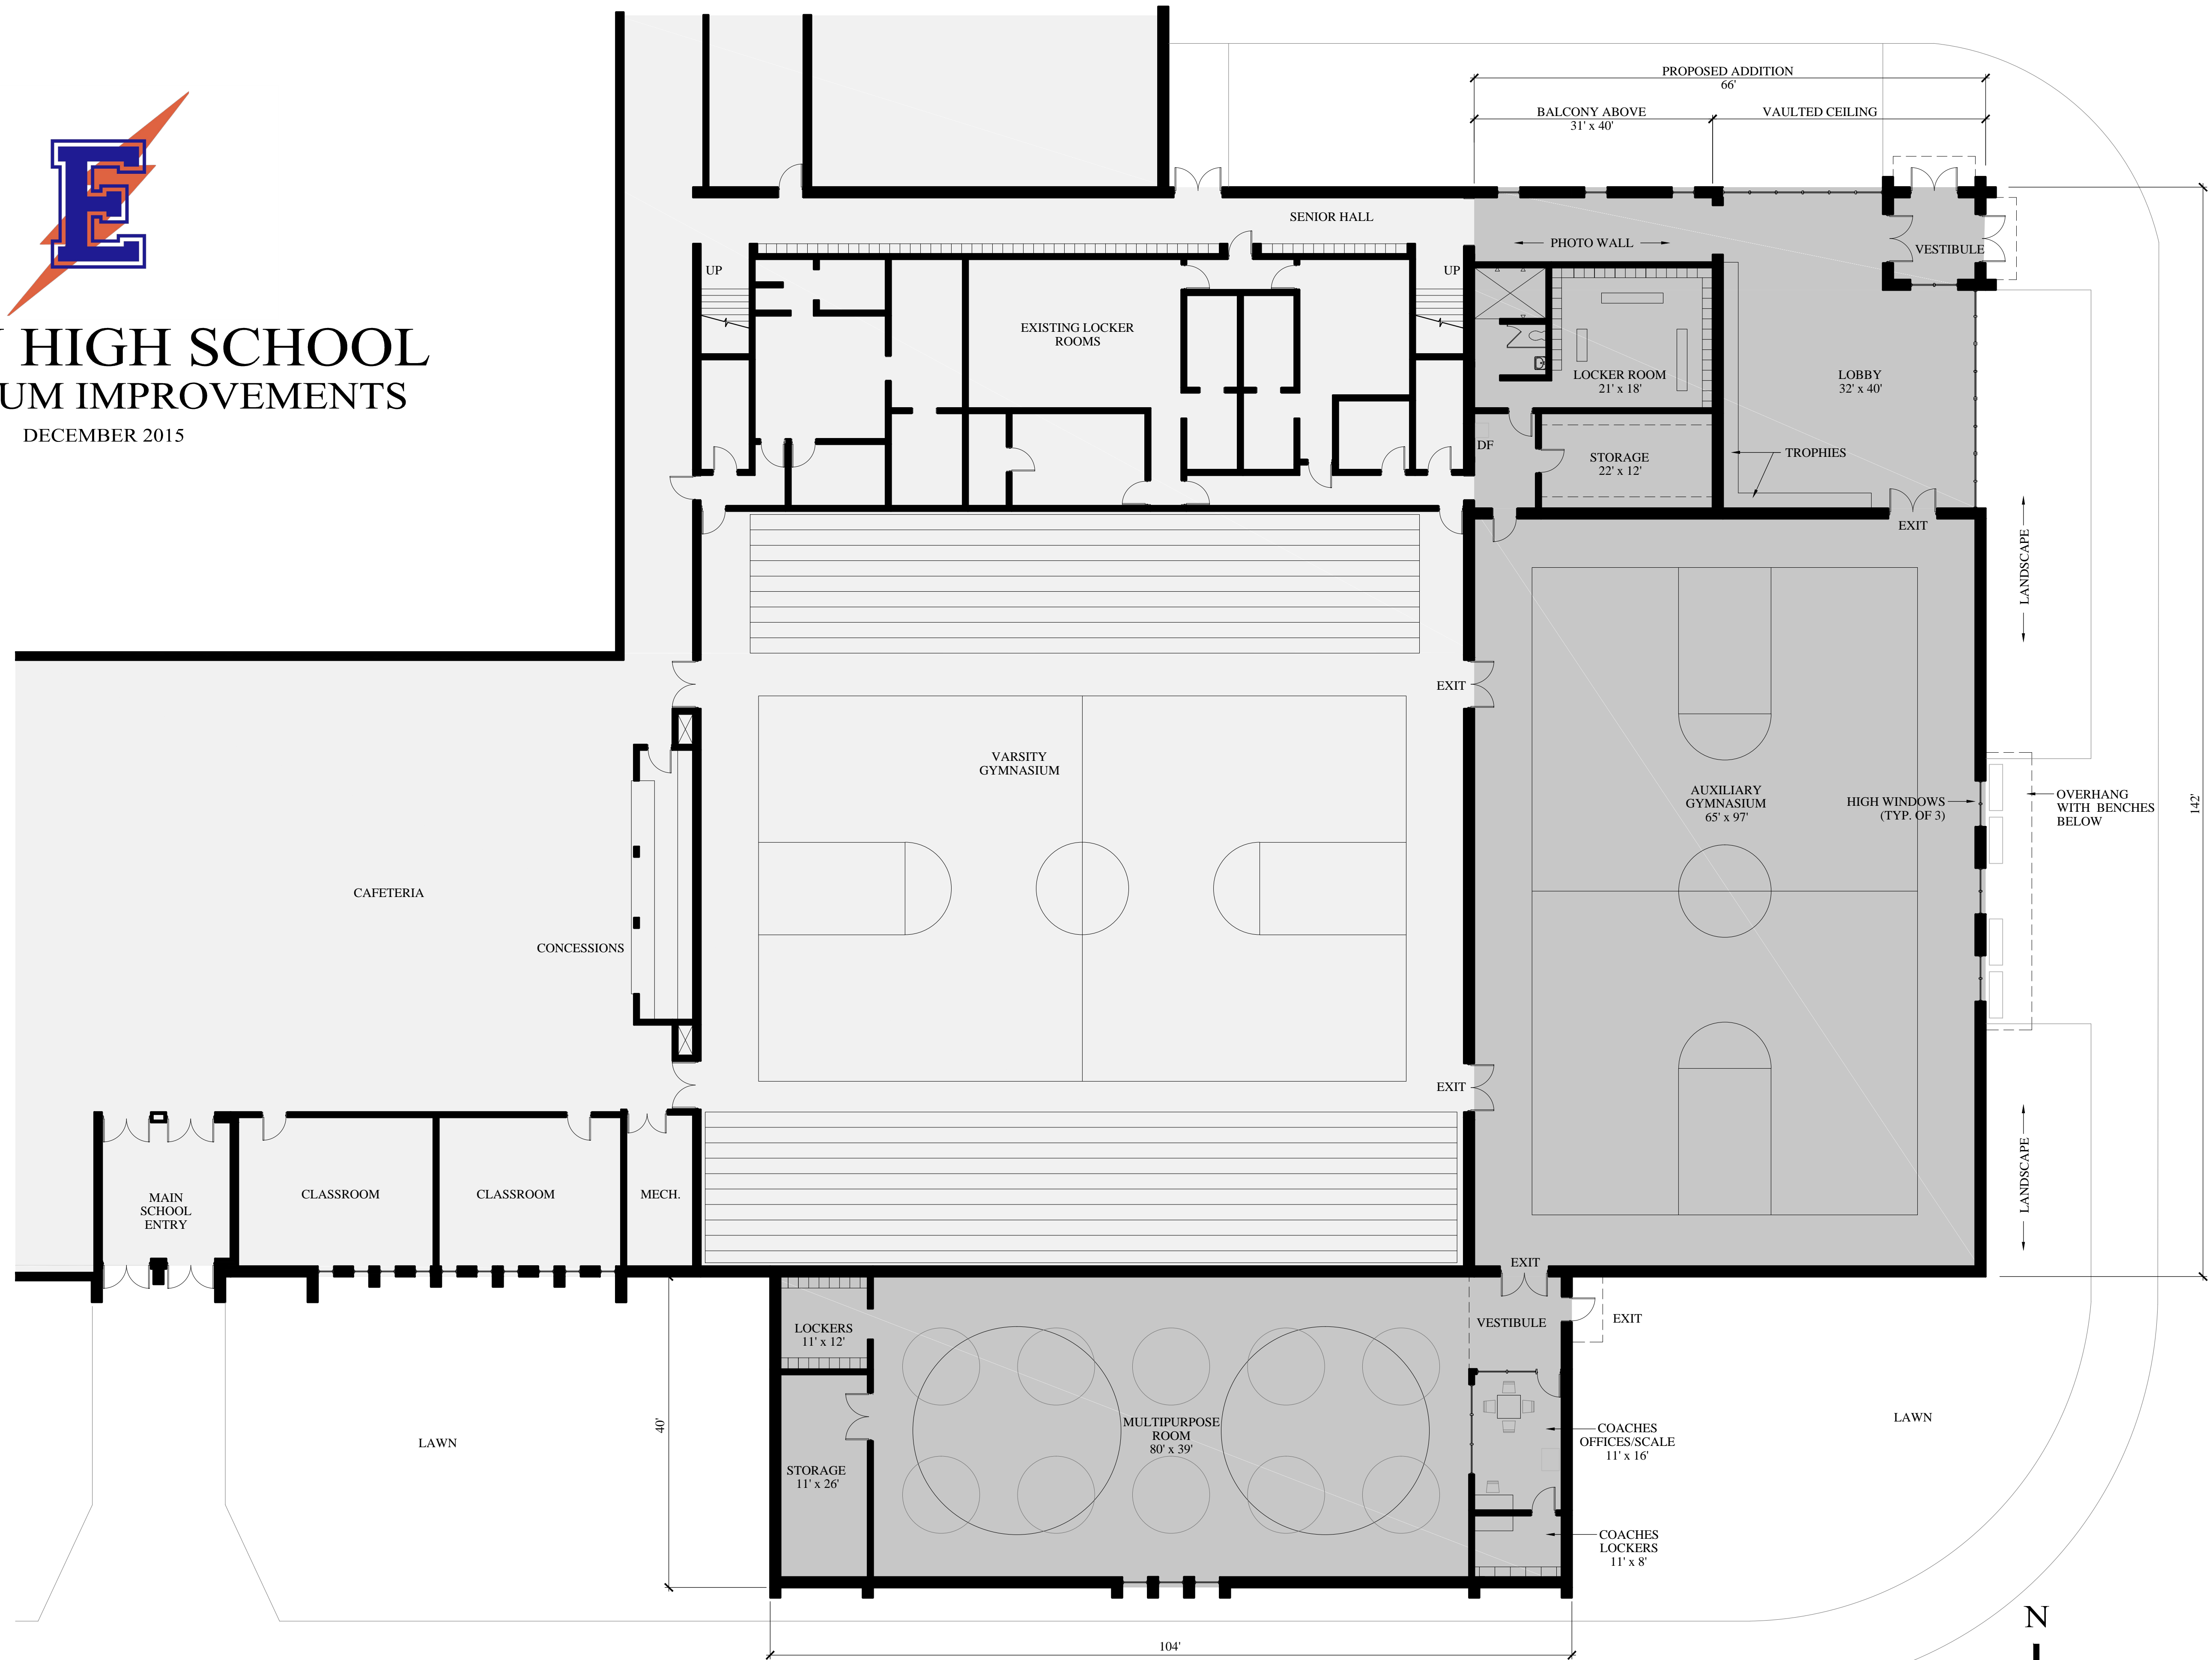 E
HIGH SCHOOL
UM IMPROVEMENTS
DECEMBER 2015
PROPOSED ADDITION
66'
BALCONY ABOVE
31' x 40'
VAULTED CEILING
SENIOR HALL
PHOTO WALL
VESTIBULE
UP
UP
EXISTING LOCKER
ROOMS
LOCKER ROOM
21' x 18'
LOBBY
32' x 40'
DF
STORAGE
22' x 12'
TROPHIES
EXIT
LANDSCAPE
EXIT
VARSITY
GYMNASIUM
AUXILIARY
GYMNASIUM
65' x 97'
HIGH WINDOWS
(TYP. OF 3)
OVERHANG
WITH BENCHES
BELOW
142'
CAFETERIA
CONCESSIONS
EXIT
LANDSCAPE
MAIN
SCHOOL
ENTRY
CLASSROOM
CLASSROOM
MECH.
EXIT
LOCKERS
11' x 12'
VESTIBULE
EXIT
40'
LAWN
MULTIPURPOSE
ROOM
80' x 39'
COACHES
OFFICES/SCALE
11' x 16'
LAWN
STORAGE
11' x 26'
COACHES
LOCKERS
11' x 8'
104'
N